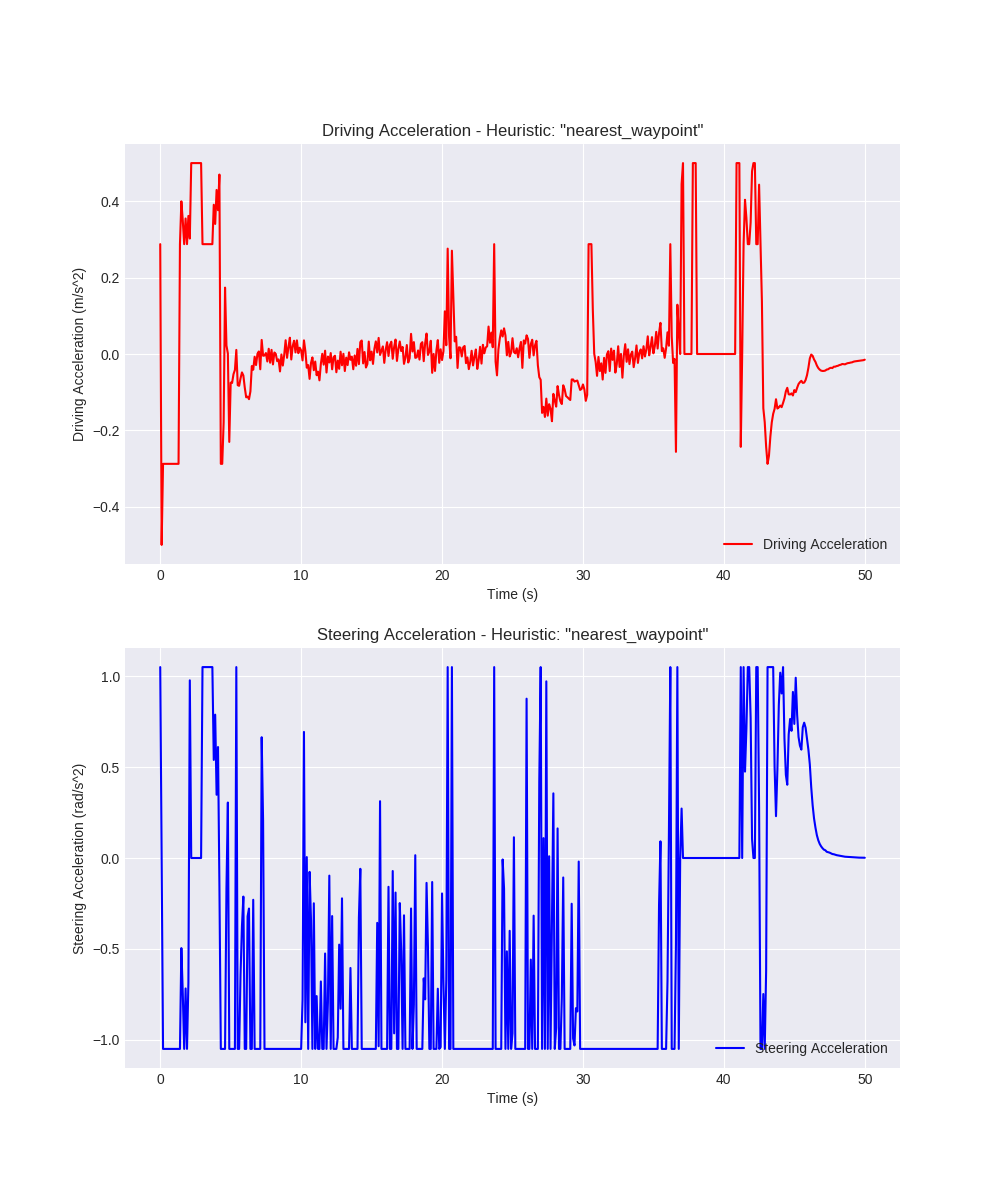 Driving Acceleration - Heuristic: "nearest_waypoint"
Driving Acceleration (m/s^2)
0.4
0.2
0.0
−0.2
−0.4
Driving Acceleration
0 10 20 30 40 50
Time (s)
Steering Acceleration - Heuristic: "nearest_waypoint"
Steering Acceleration (rad/s^2)
1.0
0.5
0.0
−0.5
−1.0
Steering Acceleration
0 10 20 30 40 50
Time (s)